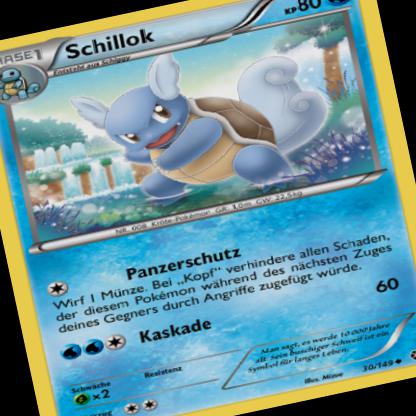 PHASE 1
Schillok
KP 80
Entsteht aus Schiggy
NR. 008 Kröte-Pokémon GR: 1,0m GW: 22,5kg
Panzerschutz
Wirf 1 Münze. Bei „Kopf" verhindere allen Schaden,
der diesem Pokémon während des nächsten Zuges
deines Gegners durch Angriffe zugefügt würde.
Kaskade 60
Schwäche
×2
Resistenz
Man sagt, es werde 10 000 Jahre
alt. Sein buschiger Schweif ist ein
Symbol für langes Leben.
Illus. Mizue
30/149